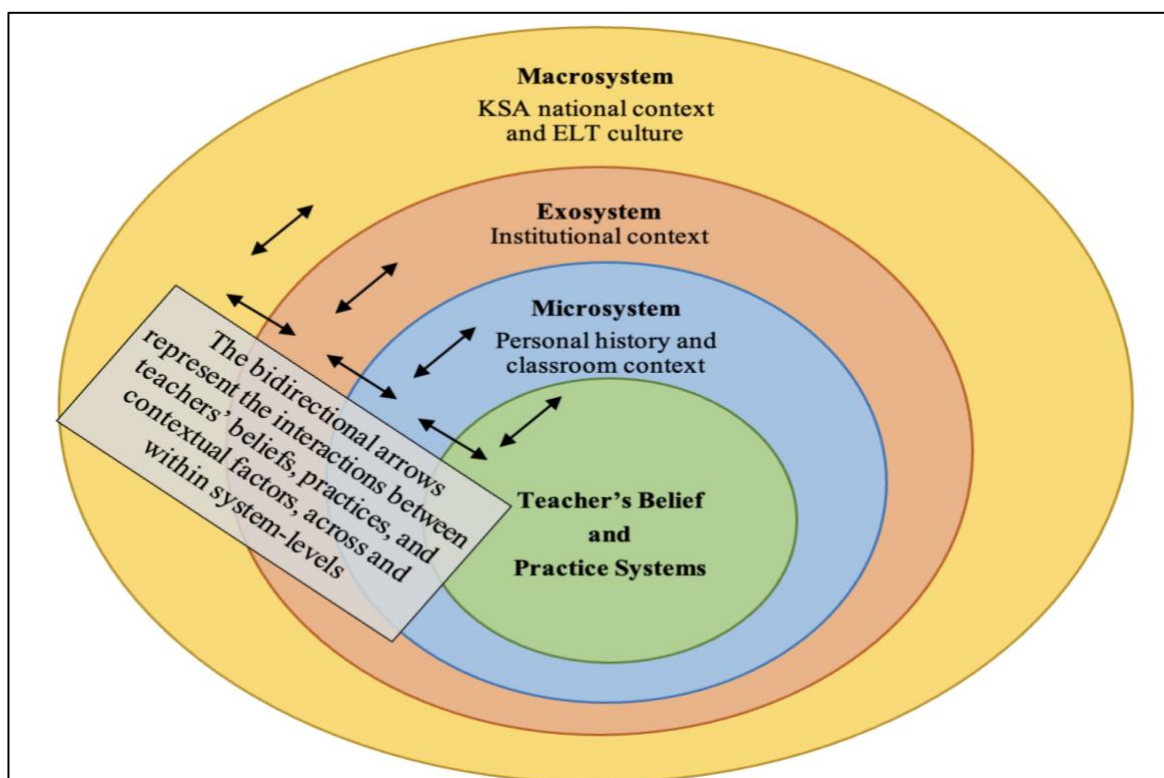 Macrosystem
KSA national context
and ELT culture
Exosystem
Institutional context
Microsystem
Personal history and
classroom context
The bidirectional arrows
represent the interactions between
teachers’ beliefs, practices, and
contextual factors, across and
within system-levels
Teacher’s Belief
and
Practice Systems